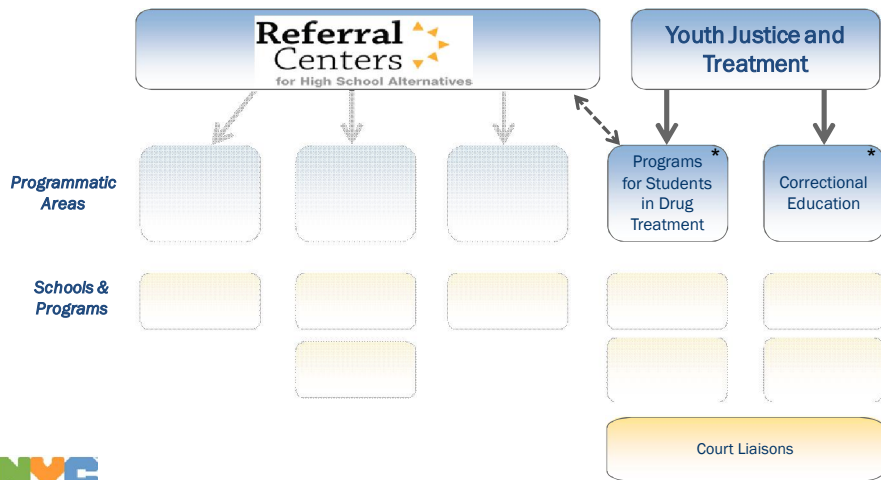 Referral
Centers
for High School Alternatives
Youth Justice and
Treatment
Programmatic
Areas
Programs *
for Students
in Drug
Treatment
Correctional *
Education
Schools &
Programs
Court Liaisons
NYC